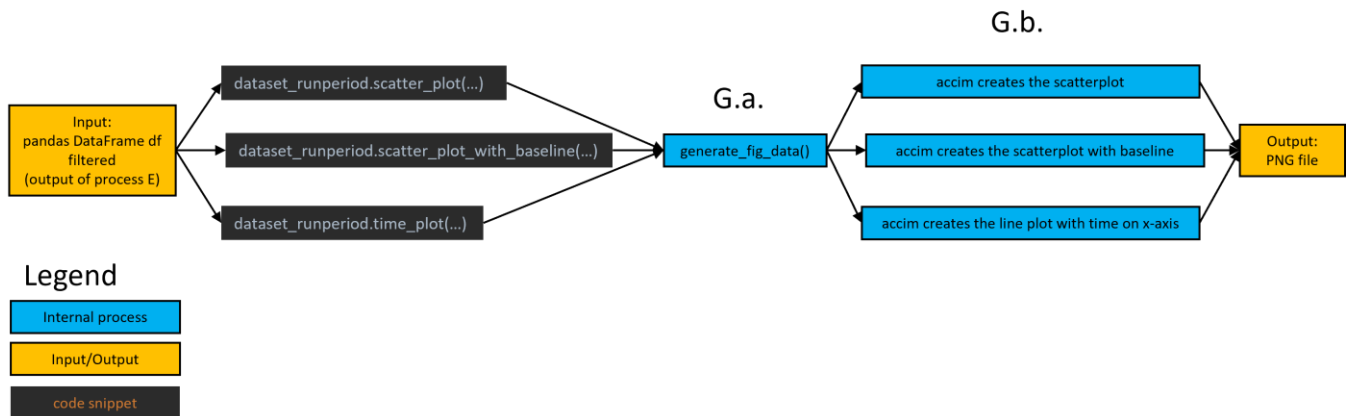 G.b.
G.a.
Input:
pandas DataFrame df
filtered
(output of process E)
dataset_runperiod.scatter_plot(...)
dataset_runperiod.scatter_plot_with_baseline(...)
dataset_runperiod.time_plot(...)
generate_fig_data()
accim creates the scatterplot
accim creates the scatterplot with baseline
accim creates the line plot with time on x-axis
Output:
PNG file
Legend
Internal process
Input/Output
code snippet